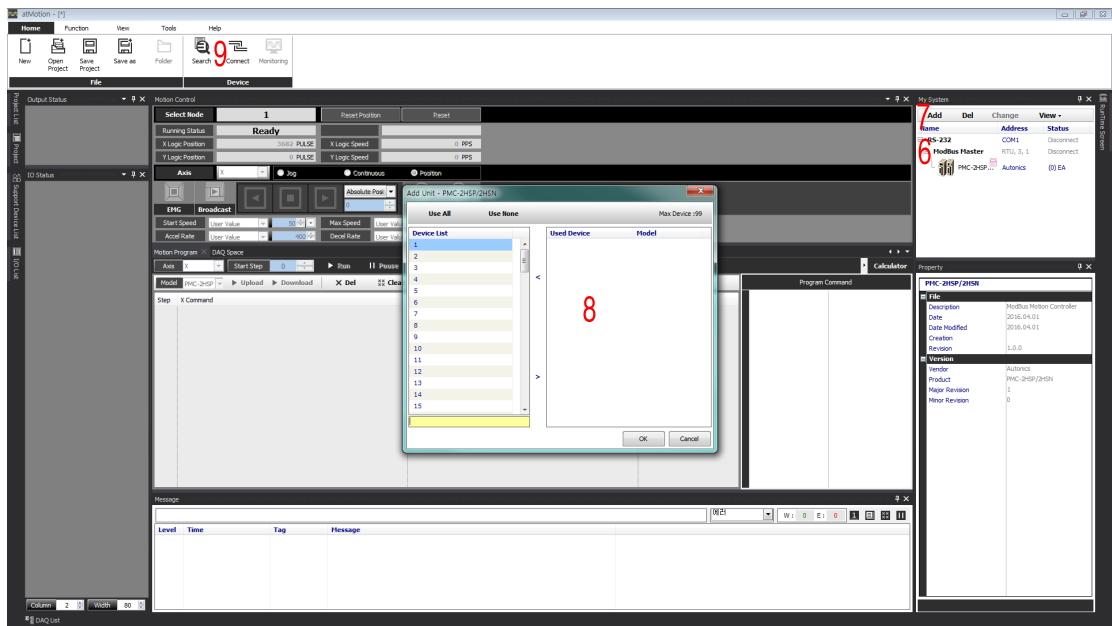 atMotion - [*]
Home Function View Tools Help
New Open Project Save Project Save as Folder Search Connect Monitoring
9
File Device
Project List
Project
Support Device List
I/O List
Output Status
IO Status
Motion Control
Select Node 1 Reset Position Reset
Running Status Ready
X Logic Position 3682 PULSE X Logic Speed 0 PPS
Y Logic Position 0 PULSE Y Logic Speed 0 PPS
Axis X Jog Continuous Position
EMG Broadcast
Absolute Posi
0
Start Speed User Value 50 Max Speed User Valu
Accel Rate User Value 400 Decel Rate User Valu
Motion Program DAQ Space
Axis X Start Step 0 Run Pause
Calculator
Model PMC-2HSP Upload Download Del Clea
Program Command
Step X Command
Add Unit - PMC-2HSP/2HSN
Use All Use None Max Device :99
Device List Used Device Model
1
2
3
4
5
6
7
8
9
10
11
12
13
14
15
<
>
8
OK Cancel
My System
7
Add Del Change View
Name Address Status
6
RS-232 COM1 Disconnect
ModBus Master RTU, 3, 1 Disconnect
PMC-2HSP... Autonics (0) EA
RunTime Screen
Property
PMC-2HSP/2HSN
File
Description ModBus Motion Controller
Date 2016.04.01
Date Modified 2016.04.01
Creation
Revision 1.0.0
Version
Vendor Autonics
Product PMC-2HSP/2HSN
Major Revision 1
Minor Revision 0
Message
에러 W: 0 E: 0
Level Time Tag Message
Column 2 Width 80
DAQ List